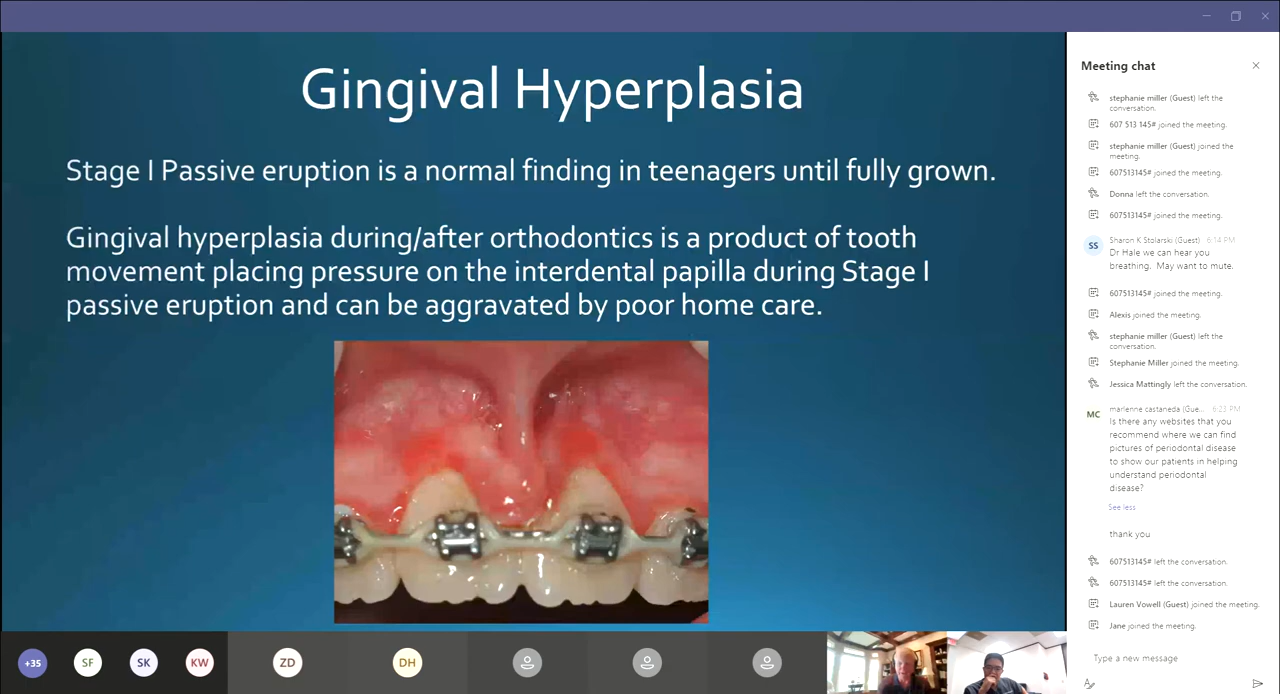 Gingival Hyperplasia
Stage I Passive eruption is a normal finding in teenagers until fully grown.
Gingival hyperplasia during/after orthodontics is a product of tooth
movement placing pressure on the interdental papilla during Stage I
passive eruption and can be aggravated by poor home care.
+35
SF
SK
KW
ZD
DH
Meeting chat
stephanie miller (Guest) left the
conversation.
607 513 145# joined the meeting.
stephanie miller (Guest) joined the
meeting.
607513145# joined the meeting.
Donna left the conversation.
607513145# joined the meeting.
SS
Sharon K Stolarski (Guest) 6:14 PM
Dr Hale we can hear you
breathing. May want to mute.
607513145# joined the meeting.
Alexis joined the meeting.
stephanie miller (Guest) left the
conversation.
Stephanie Miller joined the meeting.
Jessica Mattingly left the conversation.
MC
marlenne castaneda (Gue... 6:23 PM
Is there any websites that you
recommend where we can find
pictures of periodontal disease
to show our patients in helping
understand periodontal
disease?
See less
thank you
607513145# left the conversation.
607513145# left the conversation.
Lauren Vowell (Guest) joined the meeting.
Jane joined the meeting.
Type a new message